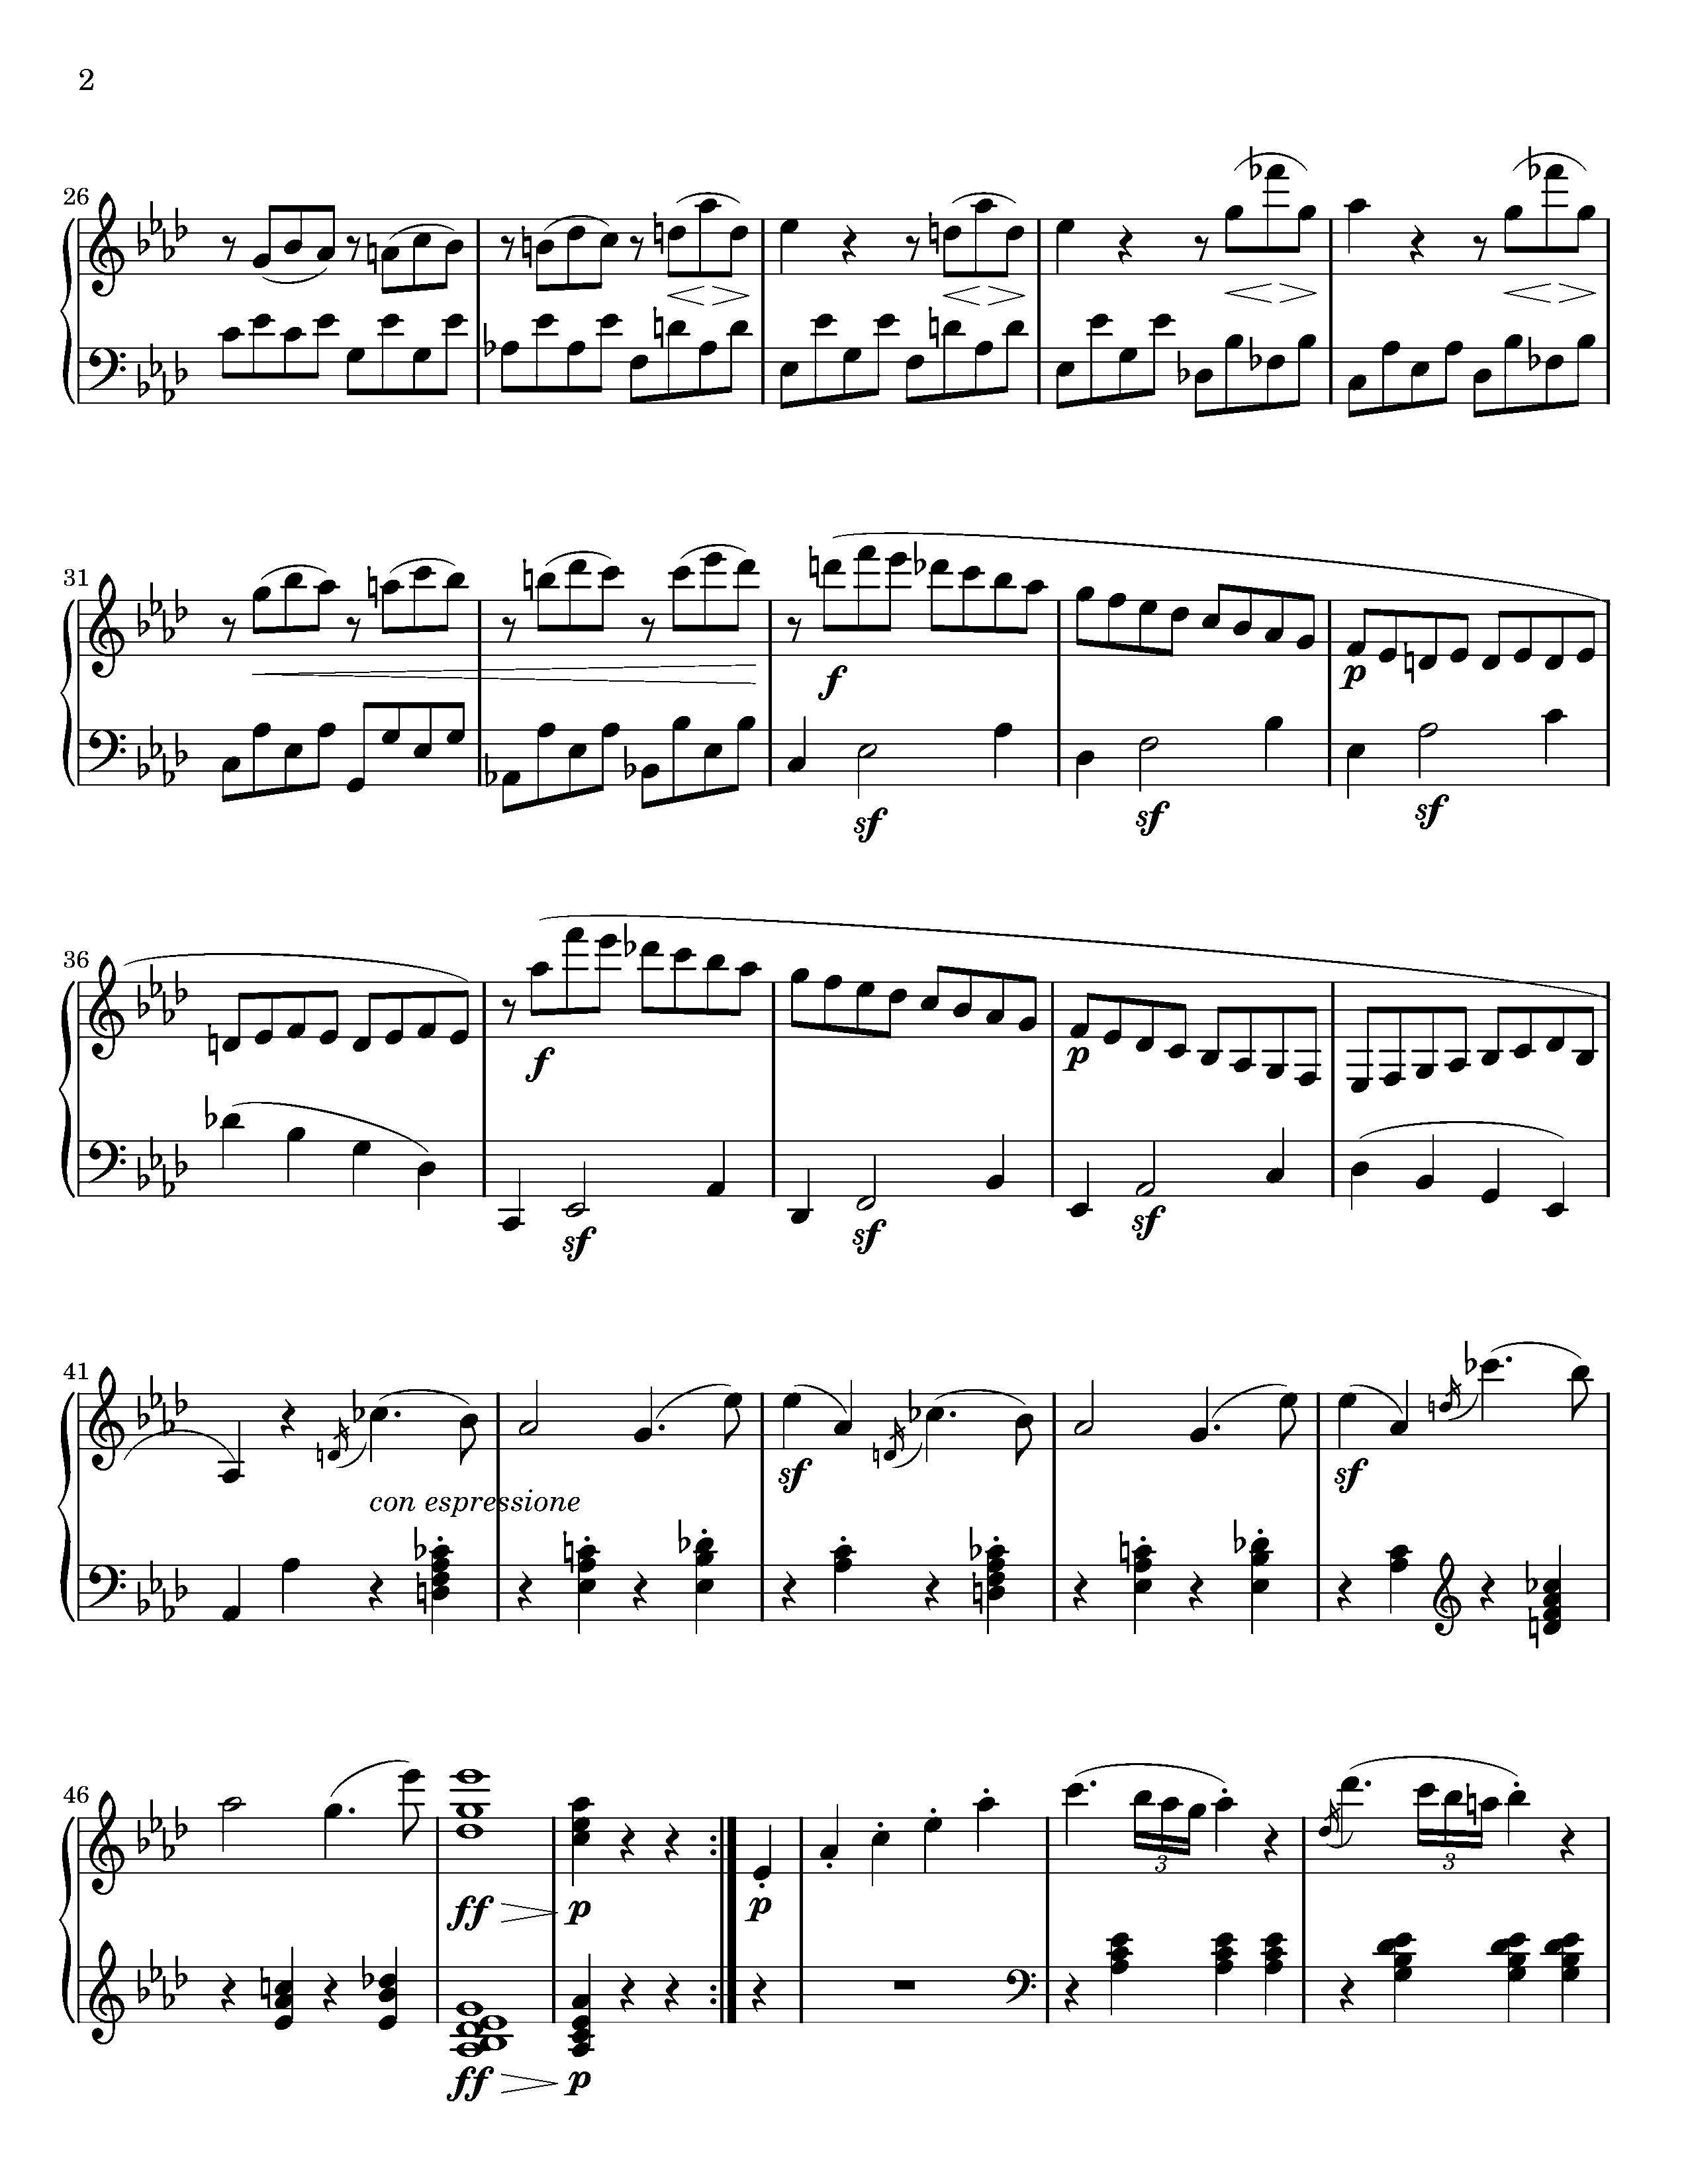 2
26
31
f
p
sf sf sf
36
f
p
sf sf sf
41
sf sf
con espressione
46
3 3
ff p p
ff p